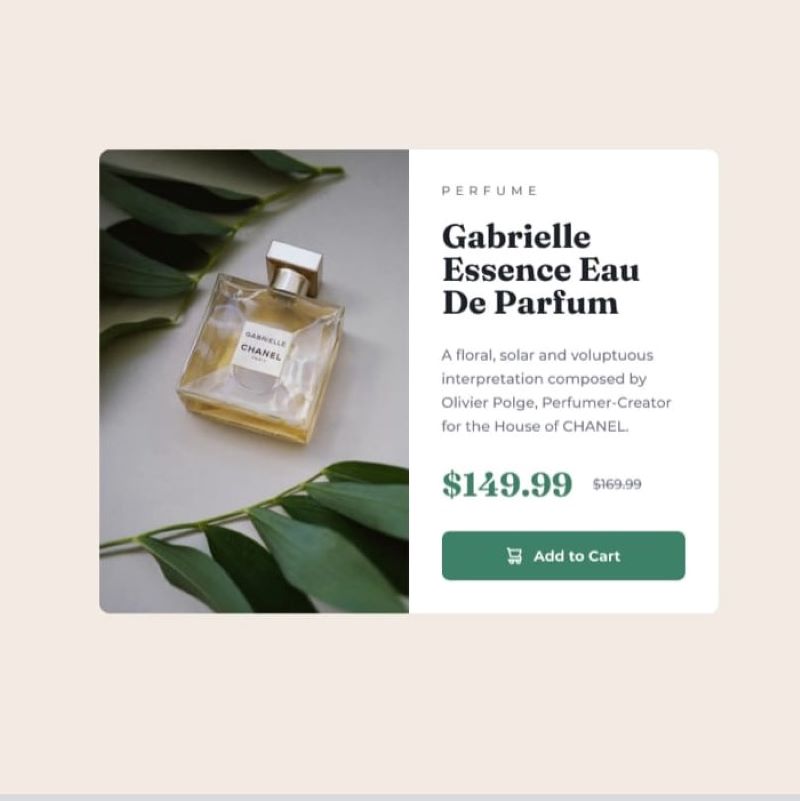 GABRIELLE
CHANEL
PARIS
PERFUME
Gabrielle
Essence Eau
De Parfum
A floral, solar and voluptuous
interpretation composed by
Olivier Polge, Perfumer-Creator
for the House of CHANEL.
$149.99 $169.99
Add to Cart